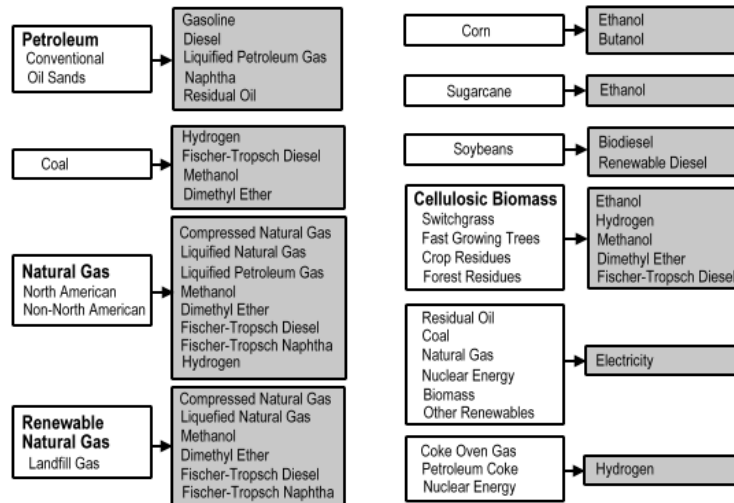 Petroleum
Conventional
Oil Sands
Gasoline
Diesel
Liquified Petroleum Gas
Naphtha
Residual Oil
Coal
Hydrogen
Fischer-Tropsch Diesel
Methanol
Dimethyl Ether
Natural Gas
North American
Non-North American
Compressed Natural Gas
Liquified Natural Gas
Liquified Petroleum Gas
Methanol
Dimethyl Ether
Fischer-Tropsch Diesel
Fischer-Tropsch Naphtha
Hydrogen
Renewable
Natural Gas
Landfill Gas
Compressed Natural Gas
Liquefied Natural Gas
Methanol
Dimethyl Ether
Fischer-Tropsch Diesel
Fischer-Tropsch Naphtha
Corn
Ethanol
Butanol
Sugarcane
Ethanol
Soybeans
Biodiesel
Renewable Diesel
Cellulosic Biomass
Switchgrass
Fast Growing Trees
Crop Residues
Forest Residues
Ethanol
Hydrogen
Methanol
Dimethyl Ether
Fischer-Tropsch Diesel
Residual Oil
Coal
Natural Gas
Nuclear Energy
Biomass
Other Renewables
Electricity
Coke Oven Gas
Petroleum Coke
Nuclear Energy
Hydrogen